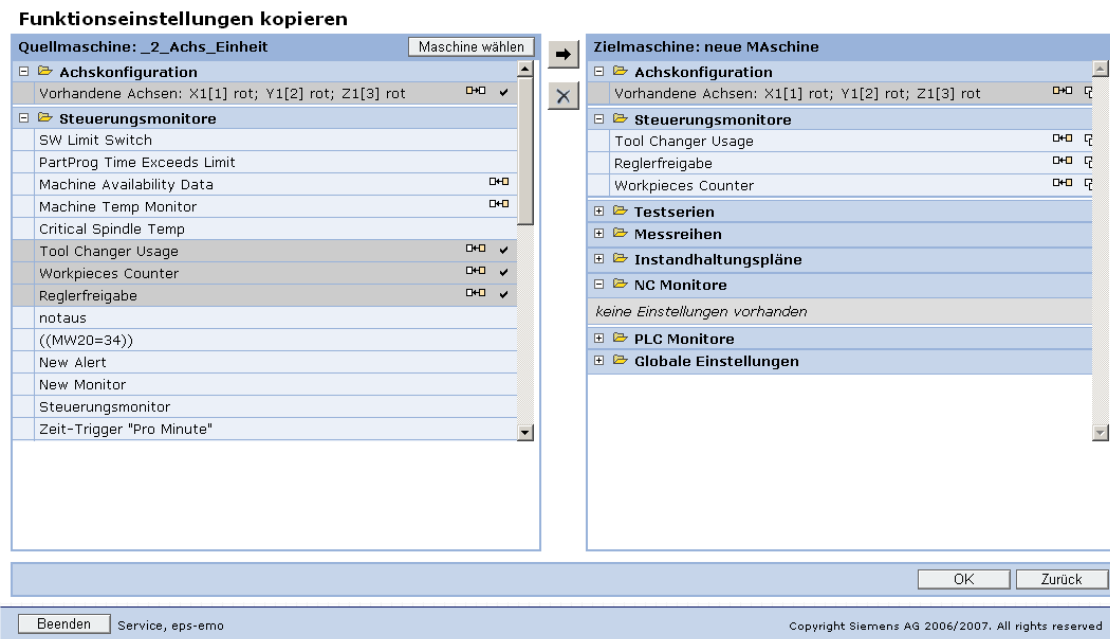 Funktionseinstellungen kopieren
Quellmaschine: _2_Achs_Einheit
Maschine wählen
Achskonfiguration
Vorhandene Achsen: X1[1] rot; Y1[2] rot; Z1[3] rot
Steuerungsmonitore
SW Limit Switch
PartProg Time Exceeds Limit
Machine Availability Data
Machine Temp Monitor
Critical Spindle Temp
Tool Changer Usage
Workpieces Counter
Reglerfreigabe
notaus
((MW20=34))
New Alert
New Monitor
Steuerungsmonitor
Zeit-Trigger "Pro Minute"
Zielmaschine: neue MAschine
Achskonfiguration
Vorhandene Achsen: X1[1] rot; Y1[2] rot; Z1[3] rot
Steuerungsmonitore
Tool Changer Usage
Reglerfreigabe
Workpieces Counter
Testserien
Messreihen
Instandhaltungspläne
NC Monitore
keine Einstellungen vorhanden
PLC Monitore
Globale Einstellungen
OK
Zurück
Beenden
Service, eps-emo
Copyright Siemens AG 2006/2007. All rights reserved